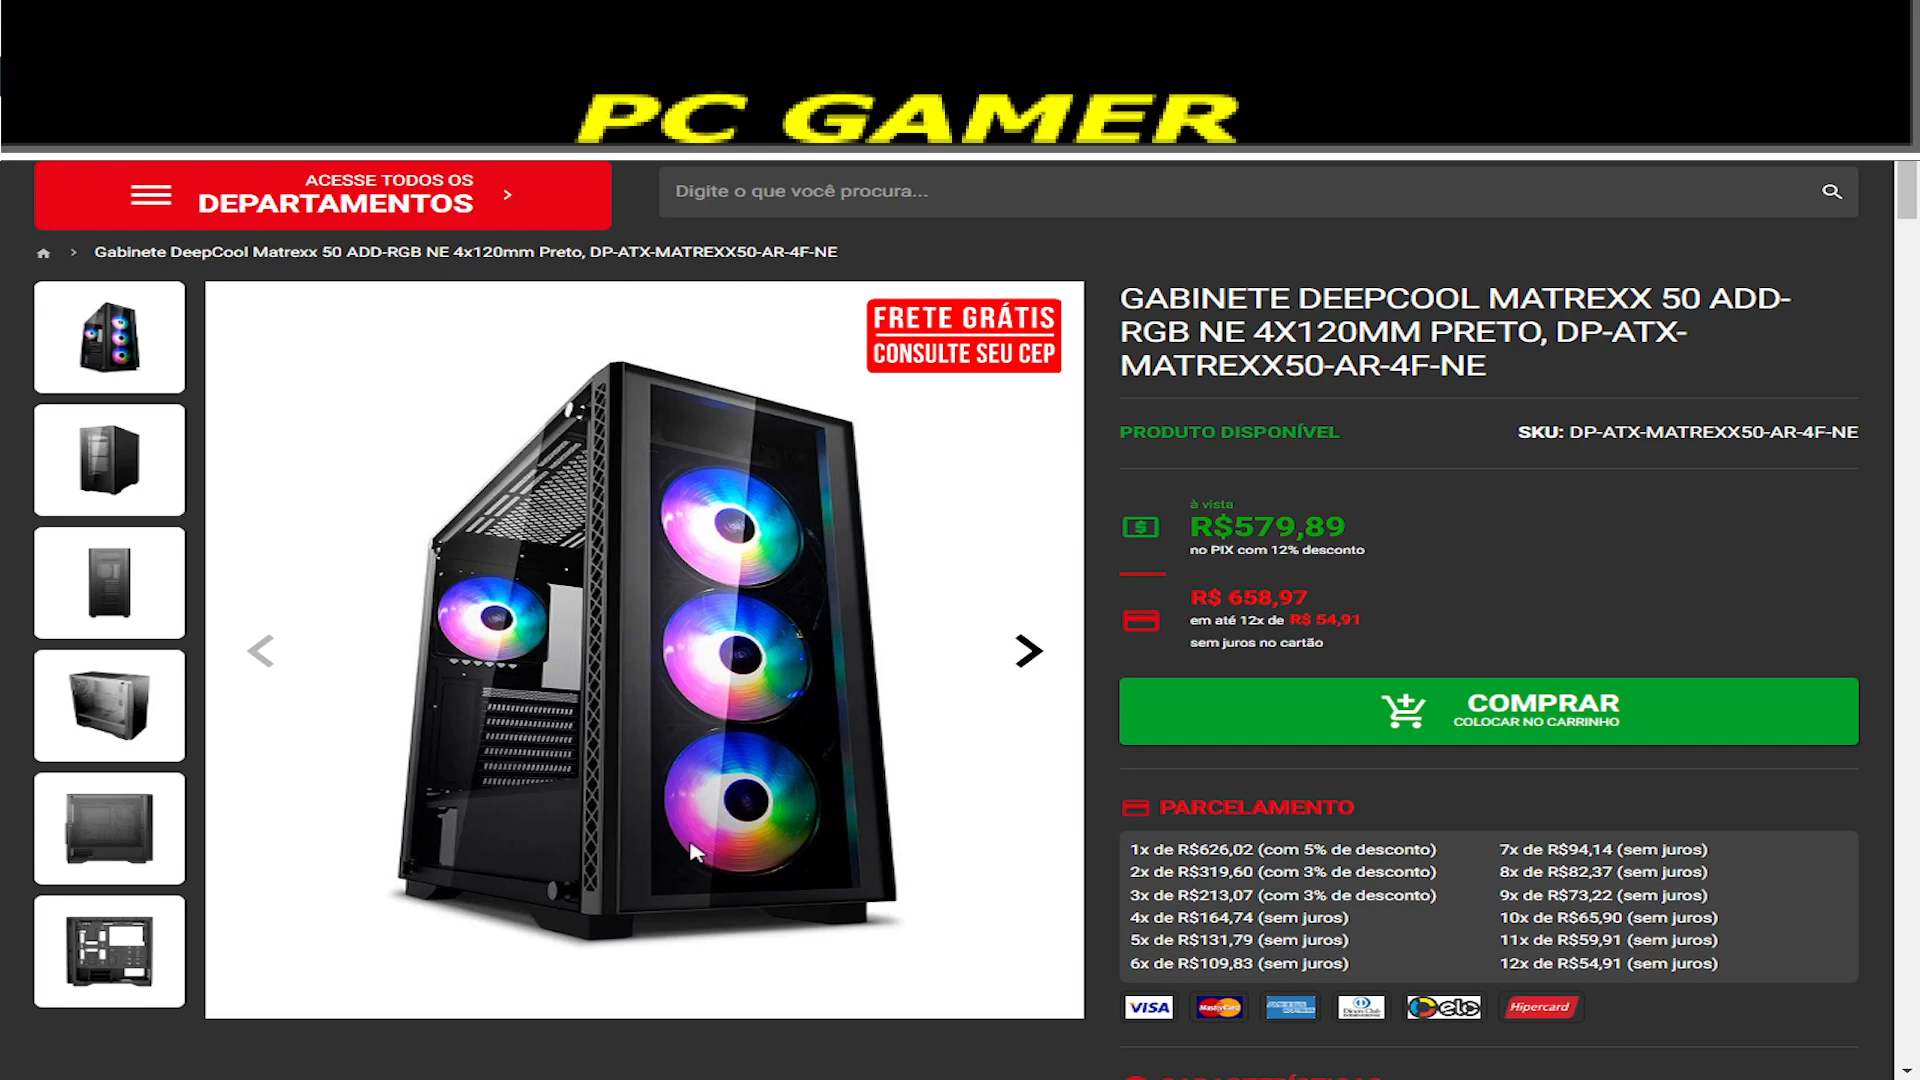 PC GAMER
ACESSE TODOS OS
DEPARTAMENTOS
Digite o que você procura...
Gabinete DeepCool Matrexx 50 ADD-RGB NE 4x120mm Preto, DP-ATX-MATREXX50-AR-4F-NE
FRETE GRÁTIS
CONSULTE SEU CEP
GABINETE DEEPCOOL MATREXX 50 ADD-
RGB NE 4X120MM PRETO, DP-ATX-
MATREXX50-AR-4F-NE
PRODUTO DISPONÍVEL
SKU: DP-ATX-MATREXX50-AR-4F-NE
à vista
R$579,89
no PIX com 12% desconto
R$ 658,97
em até 12x de R$ 54,91
sem juros no cartão
COMPRAR
COLOCAR NO CARRINHO
PARCELAMENTO
1x de R$626,02 (com 5% de desconto)
2x de R$319,60 (com 3% de desconto)
3x de R$213,07 (com 3% de desconto)
4x de R$164,74 (sem juros)
5x de R$131,79 (sem juros)
6x de R$109,83 (sem juros)
7x de R$94,14 (sem juros)
8x de R$82,37 (sem juros)
9x de R$73,22 (sem juros)
10x de R$65,90 (sem juros)
11x de R$59,91 (sem juros)
12x de R$54,91 (sem juros)
VISA
MasterCard
AMERICAN EXPRESS
Diners Club
elo
Hipercard